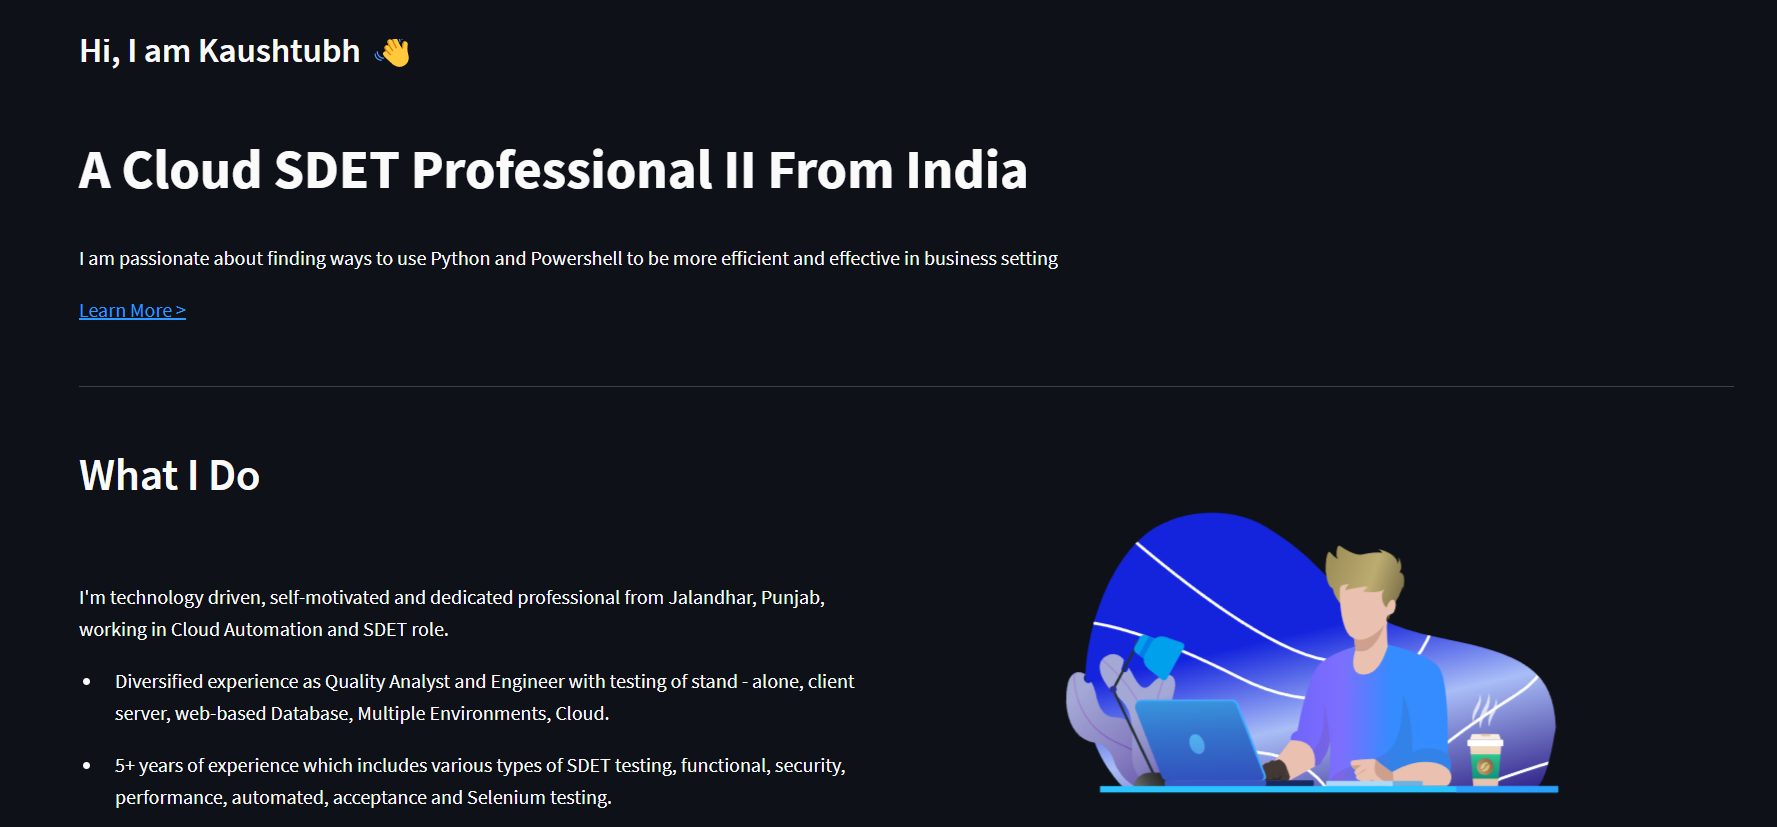 Hi, I am Kaushtubh 👋
A Cloud SDET Professional II From India
I am passionate about finding ways to use Python and Powershell to be more efficient and effective in business setting
Learn More >
What I Do
I'm technology driven, self-motivated and dedicated professional from Jalandhar, Punjab,
working in Cloud Automation and SDET role.
• Diversified experience as Quality Analyst and Engineer with testing of stand - alone, client
server, web-based Database, Multiple Environments, Cloud.
• 5+ years of experience which includes various types of SDET testing, functional, security,
performance, automated, acceptance and Selenium testing.